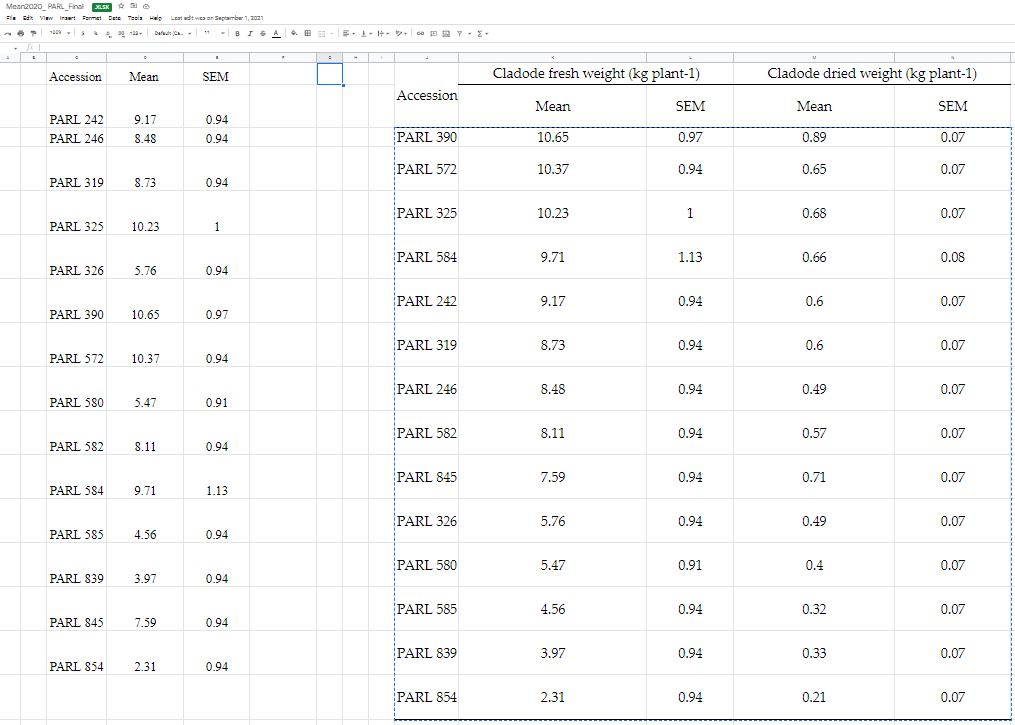 Mean2020_ PARL_Final .XLSX
File Edit View Insert Format Data Tools Help Last edit was on September 1, 2021
100% .0 .00 123 Default (Ca... 11 B I S A
Accession Mean SEM
PARL 242 9.17 0.94
PARL 246 8.48 0.94
PARL 319 8.73 0.94
PARL 325 10.23 1
PARL 326 5.76 0.94
PARL 390 10.65 0.97
PARL 572 10.37 0.94
PARL 580 5.47 0.91
PARL 582 8.11 0.94
PARL 584 9.71 1.13
PARL 585 4.56 0.94
PARL 839 3.97 0.94
PARL 845 7.59 0.94
PARL 854 2.31 0.94
Cladode fresh weight (kg plant-1) Cladode dried weight (kg plant-1)
Accession
Mean SEM Mean SEM
PARL 390 10.65 0.97 0.89 0.07
PARL 572 10.37 0.94 0.65 0.07
PARL 325 10.23 1 0.68 0.07
PARL 584 9.71 1.13 0.66 0.08
PARL 242 9.17 0.94 0.6 0.07
PARL 319 8.73 0.94 0.6 0.07
PARL 246 8.48 0.94 0.49 0.07
PARL 582 8.11 0.94 0.57 0.07
PARL 845 7.59 0.94 0.71 0.07
PARL 326 5.76 0.94 0.49 0.07
PARL 580 5.47 0.91 0.4 0.07
PARL 585 4.56 0.94 0.32 0.07
PARL 839 3.97 0.94 0.33 0.07
PARL 854 2.31 0.94 0.21 0.07